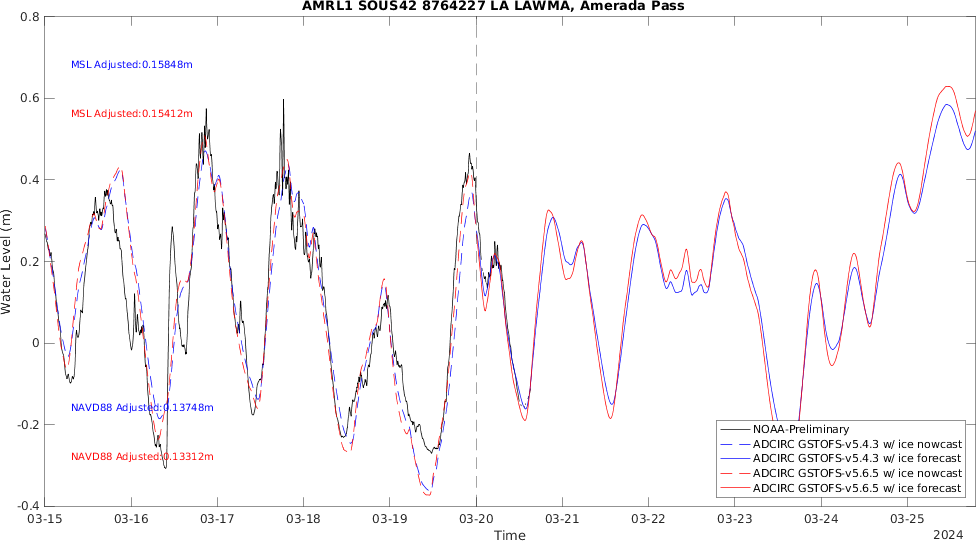 AMRL1 SOUS42 8764227 LA LAWMA, Amerada Pass
0.8
0.6
0.4
0.2
0
-0.2
-0.4
Water Level (m)
MSL Adjusted:0.15848m
MSL Adjusted:0.15412m
NAVD88 Adjusted:0.13748m
NAVD88 Adjusted:0.13312m
NOAA-Preliminary
ADCIRC GSTOFS-v5.4.3 w/ ice nowcast
ADCIRC GSTOFS-v5.4.3 w/ ice forecast
ADCIRC GSTOFS-v5.6.5 w/ ice nowcast
ADCIRC GSTOFS-v5.6.5 w/ ice forecast
03-15 03-16 03-17 03-18 03-19 03-20 03-21 03-22 03-23 03-24 03-25
Time
2024